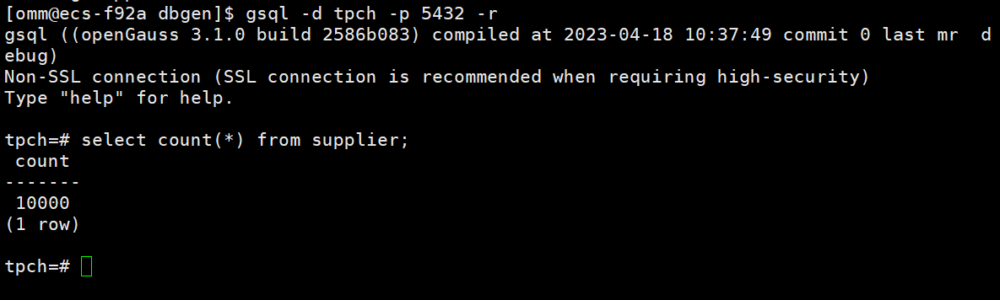 [omm@ecs-f92a dbgen]$ gsql -d tpch -p 5432 -r
gsql ((openGauss 3.1.0 build 2586b083) compiled at 2023-04-18 10:37:49 commit 0 last mr  d
ebug)
Non-SSL connection (SSL connection is recommended when requiring high-security)
Type "help" for help.

tpch=# select count(*) from supplier;
 count
-------
 10000
(1 row)

tpch=#